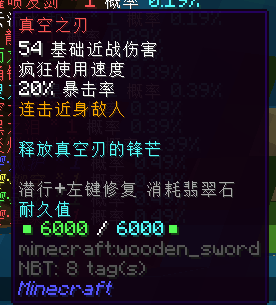 真空之刃
54 基础近战伤害
疯狂使用速度
20% 暴击率
连击近身敌人
释放真空刃的锋芒
潜行+左键修复 消耗翡翠石
耐久值
6000 / 6000
minecraft:wooden_sword
NBT: 8 tag(s)
Minecraft